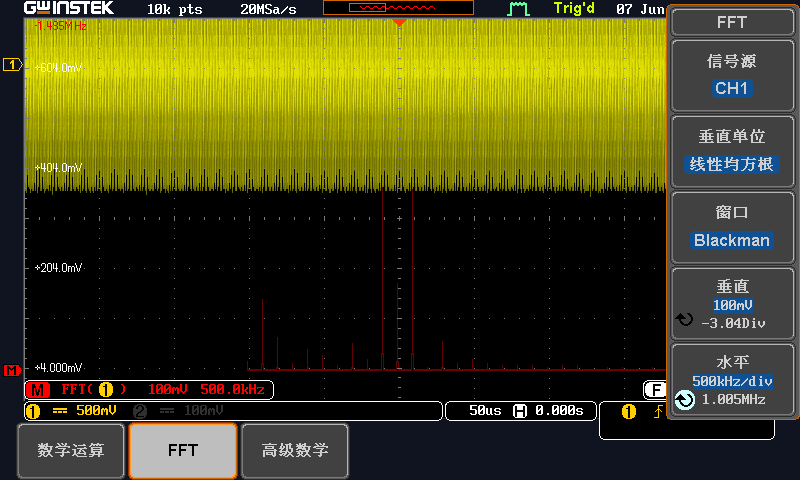 GWINSTEK 10k pts 20MSa/s Trig'd 07 Jun
-1.495MHz
1
÷604.0mV
÷404.0mV
÷204.0mV
M
÷4.000mV
M FFT( 1 ) 100mV 500.0kHz
F
1 500mV 2 100mV 50us H 0.000s 1
数学运算
FFT
高级数学
FFT
信号源
CH1
垂直单位
线性均方根
窗口
Blackman
垂直
100mV
-3.04Div
水平
500kHz/div
1.005MHz